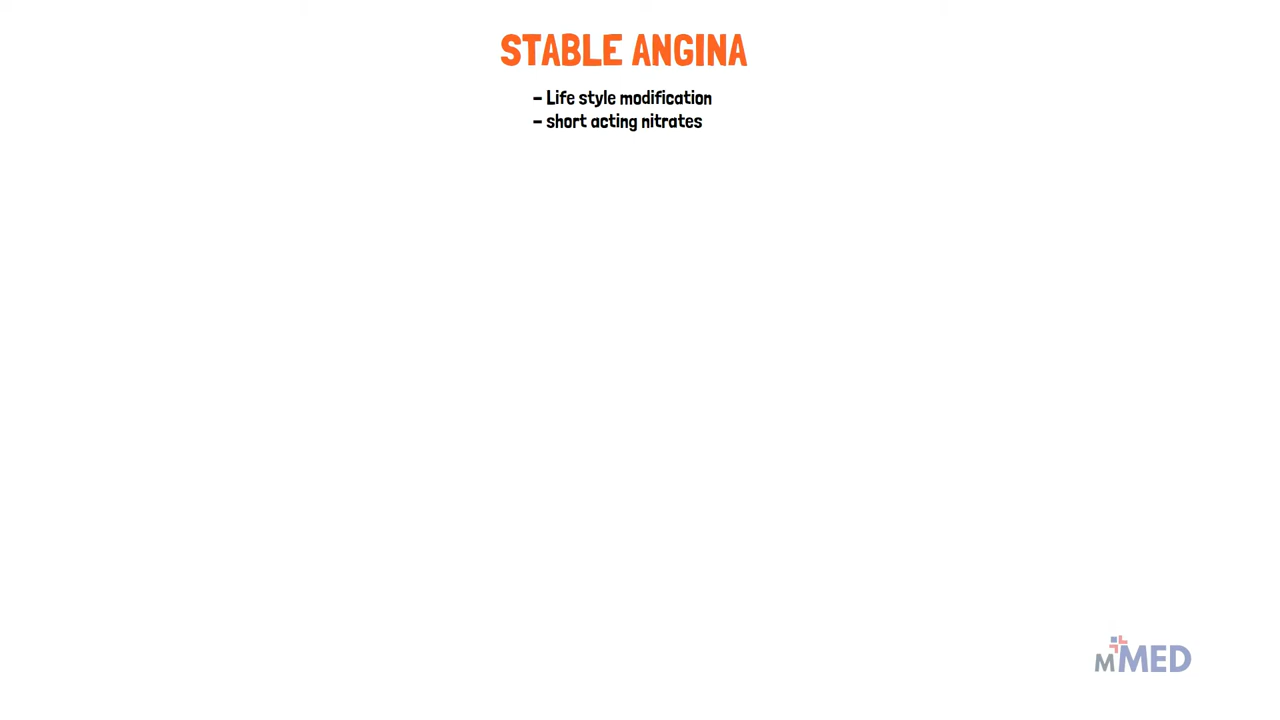 STABLE ANGINA
- Life style modification
- short acting nitrates
MMED